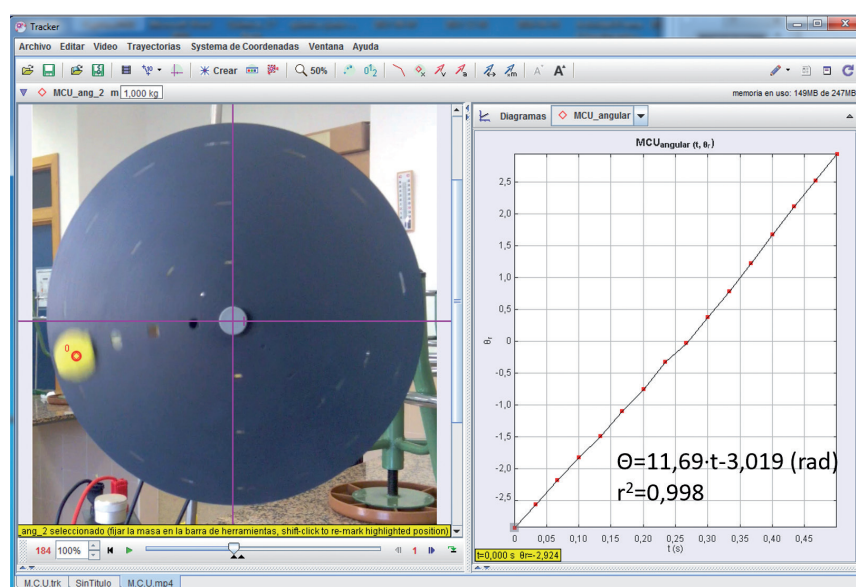 Tracker
Archivo Editar Video Trayectorias Sistema de Coordenadas Ventana Ayuda
Crear 50%
MCU_ang_2 m 1,000 kg
memoria en uso: 149MB de 247MB
Diagramas MCU_angular
MCUangular (t, θr)
2,5
2,0
1,5
1,0
0,5
0
-0,5
-1,0
-1,5
-2,0
-2,5
θr
0 0,05 0,10 0,15 0,20 0,25 0,30 0,35 0,40 0,45
t (s)
Θ=11,69·t-3,019 (rad)
r²=0,998
t=0,000 s θr=-2,924
0
_ang_2 seleccionado (fijar la masa en la barra de herramientas, shift-click to re-mark highlighted position)
184 100% 1
M.C.U.trk SinTitulo M.C.U.mp4